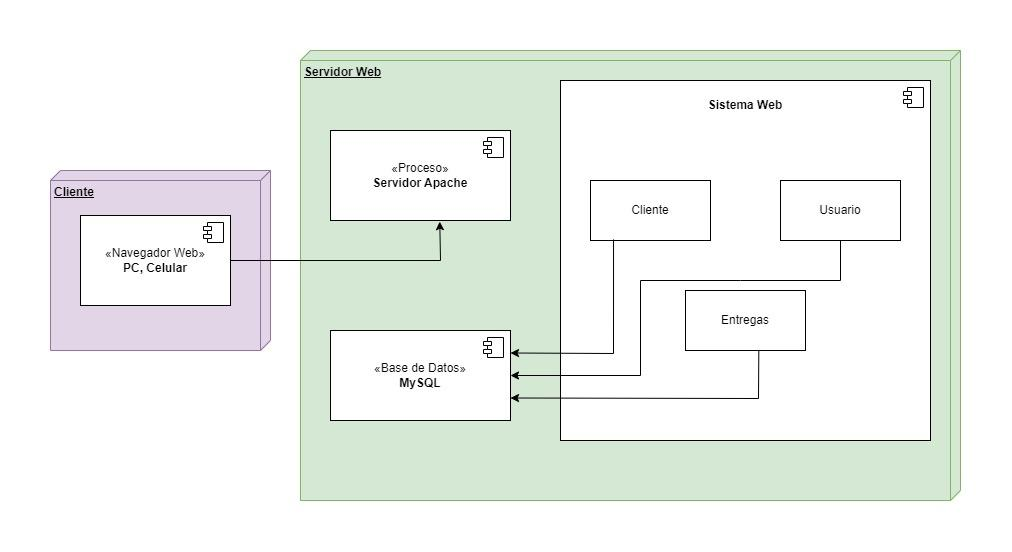 Servidor Web
Sistema Web
«Proceso»
Servidor Apache
Cliente
Cliente
Usuario
«Navegador Web»
PC, Celular
Entregas
«Base de Datos»
MySQL